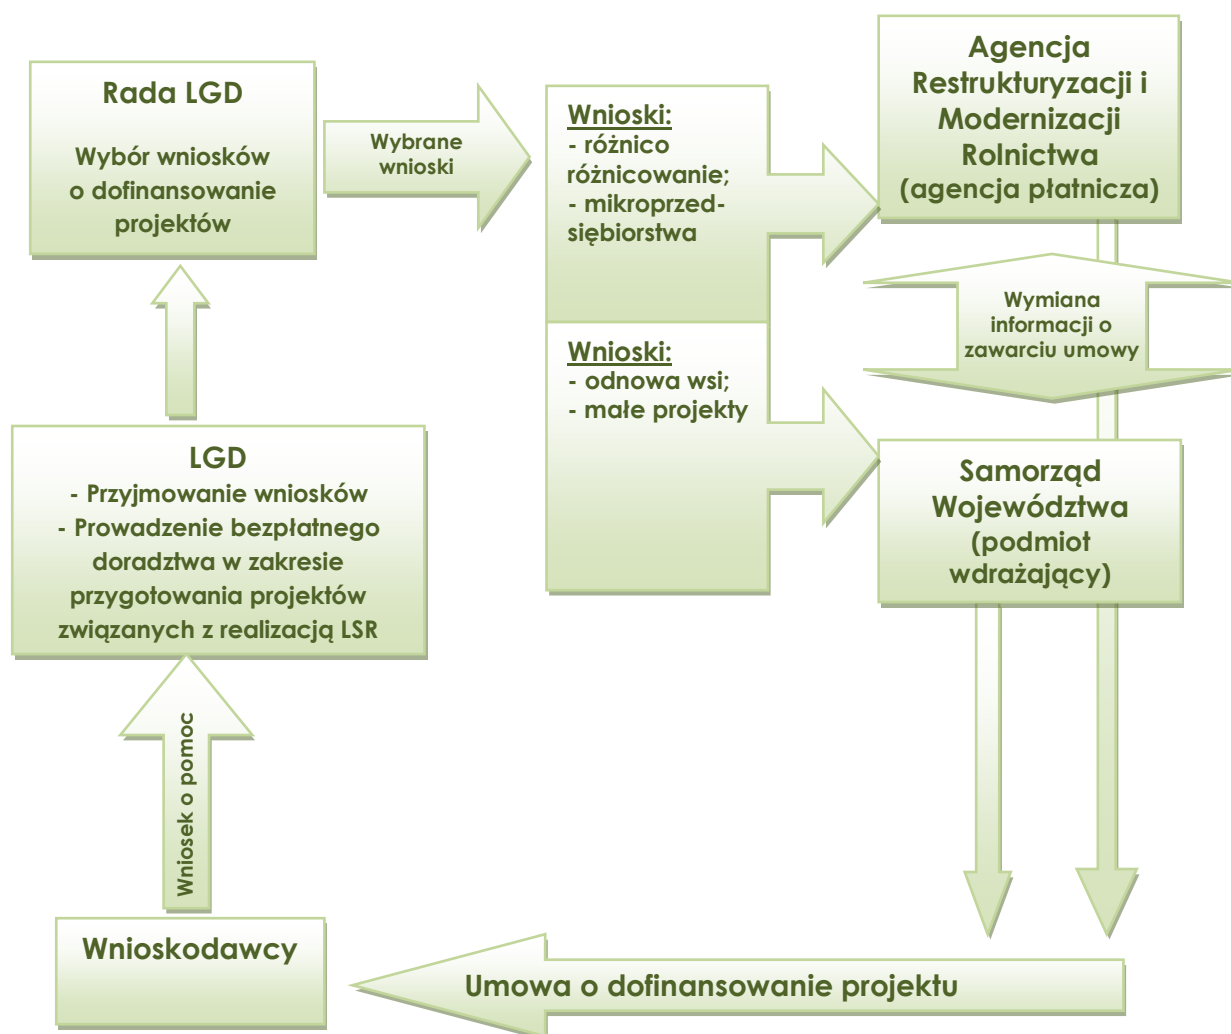 Rada LGD
Wybór wniosków
o dofinansowanie
projektów
Wybrane
wnioski
Wnioski:
- różnico
różnicowanie;
- mikroprzed-
siębiorstwa
Agencja
Restrukturyzacji i
Modernizacji
Rolnictwa
(agencja płatnicza)
Wymiana
informacji o
zawarciu umowy
Wnioski:
- odnowa wsi;
- małe projekty
Samorząd
Województwa
(podmiot
wdrażający)
LGD
- Przyjmowanie wniosków
- Prowadzenie bezpłatnego
doradztwa w zakresie
przygotowania projektów
związanych z realizacją LSR
Wniosek o pomoc
Wnioskodawcy
Umowa o dofinansowanie projektu